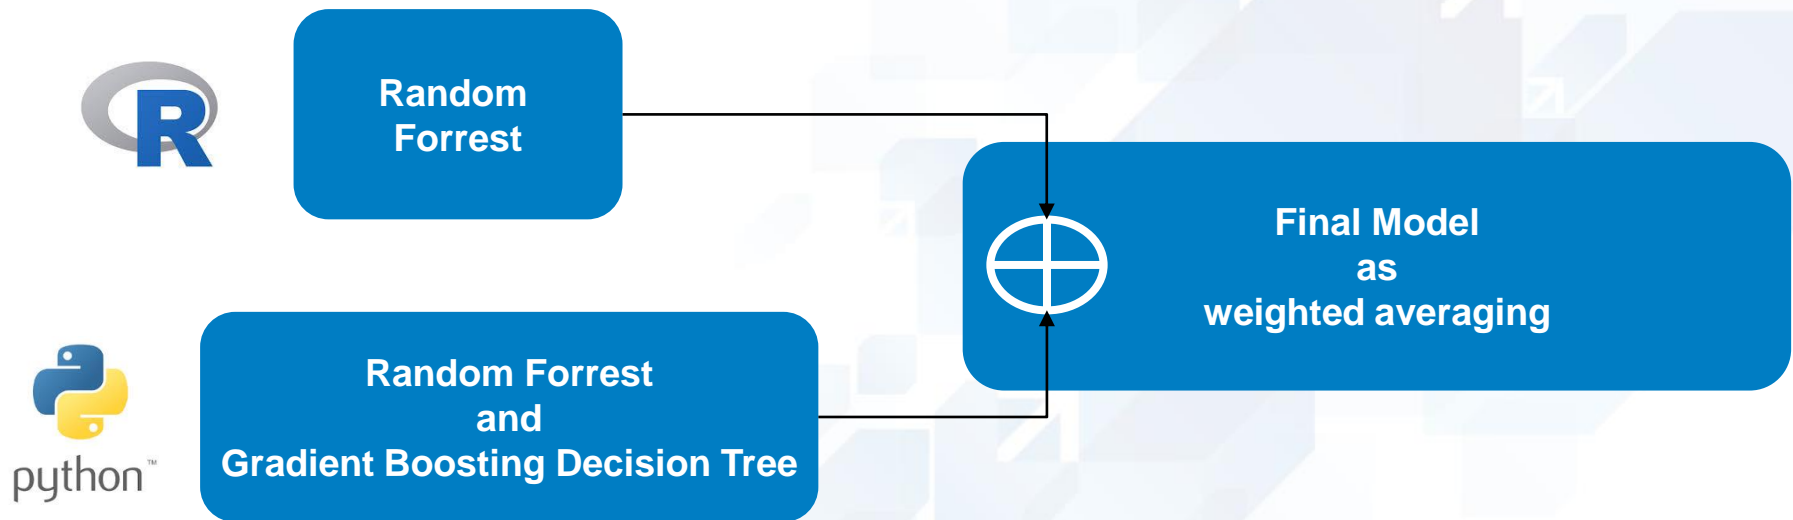 R
Random
Forrest
Final Model
as
weighted averaging
python™
Random Forrest
and
Gradient Boosting Decision Tree